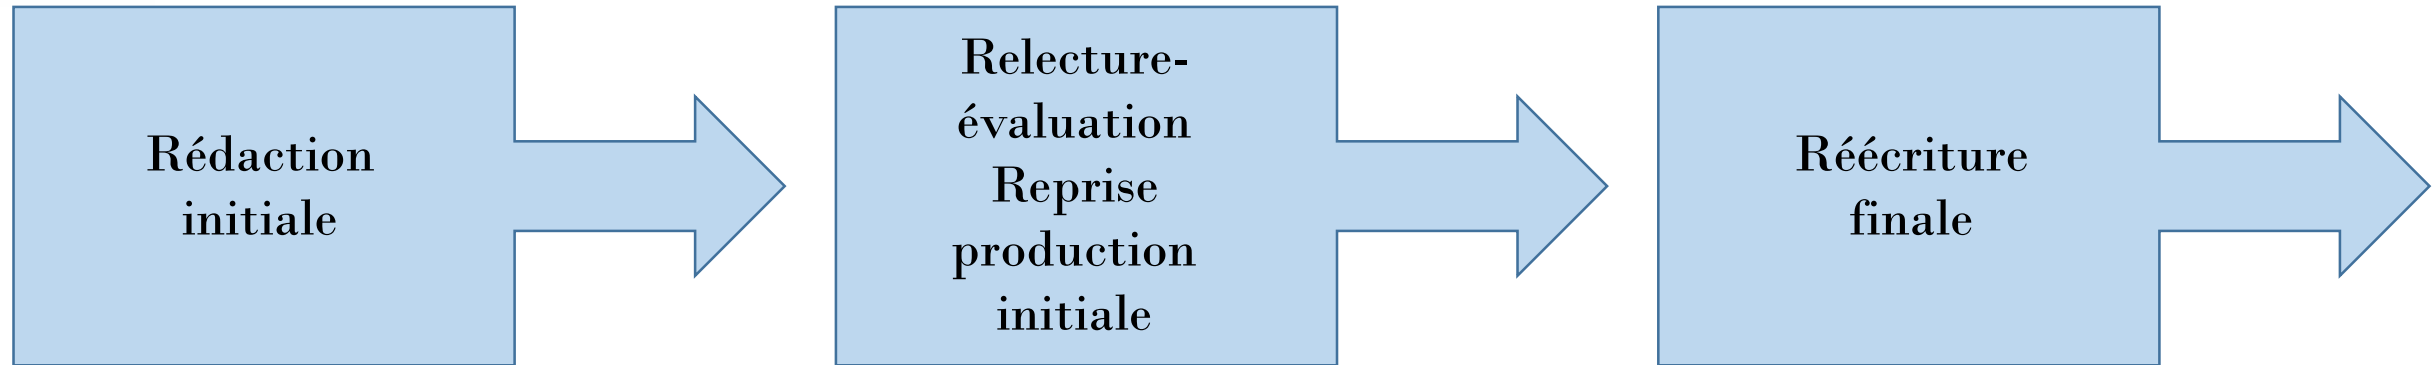 Rédaction
initiale
Relecture-
évaluation
Reprise
production
initiale
Réécriture
finale